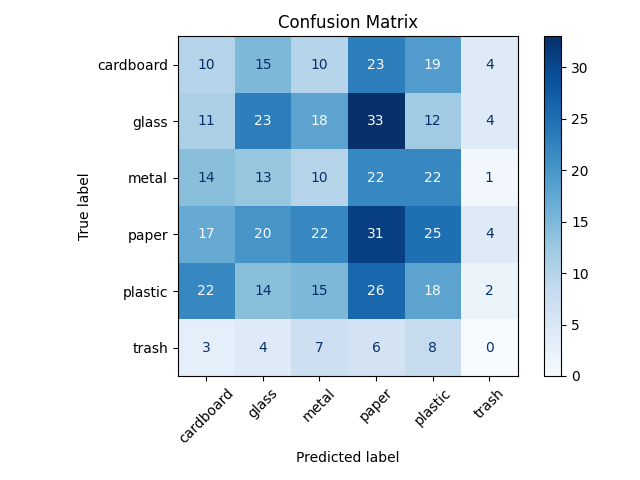 Confusion Matrix
cardboard 10 15 10 23 19 4
glass 11 23 18 33 12 4
metal 14 13 10 22 22 1
paper 17 20 22 31 25 4
plastic 22 14 15 26 18 2
trash 3 4 7 6 8 0
True label
cardboard glass metal paper plastic trash
Predicted label
30
25
20
15
10
5
0